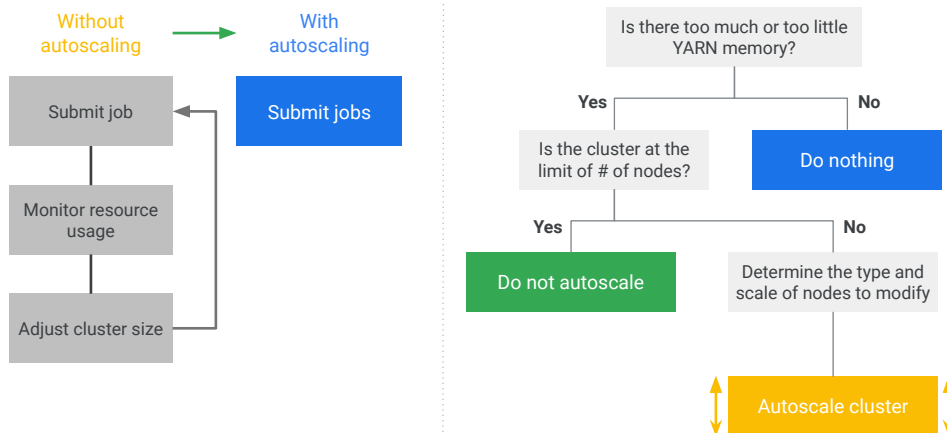 Without
autoscaling
With
autoscaling
Submit job
Submit jobs
Monitor resource
usage
Adjust cluster size
Is there too much or too little
YARN memory?
Yes
No
Is the cluster at the
limit of # of nodes?
Do nothing
Yes
No
Do not autoscale
Determine the type and
scale of nodes to modify
Autoscale cluster